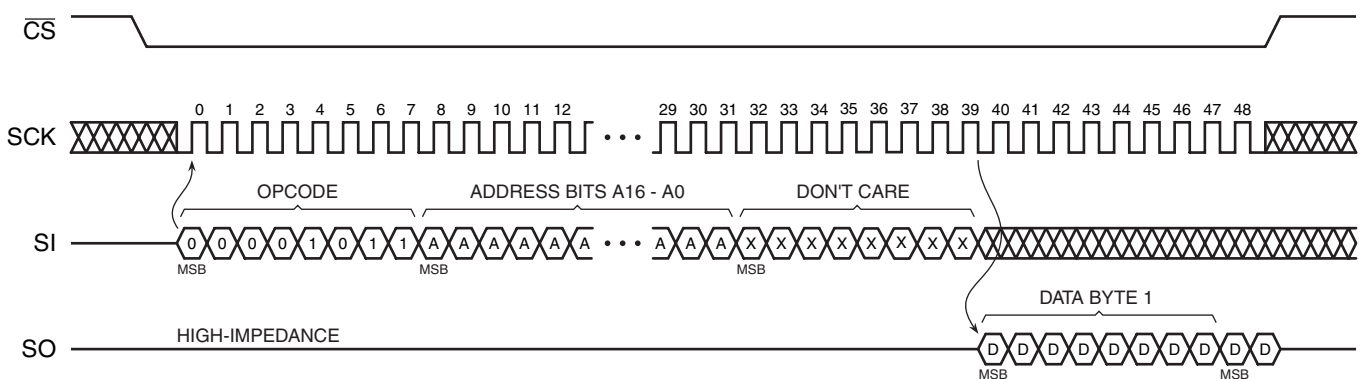 CS
0 1 2 3 4 5 6 7 8 9 10 11 12 29 30 31 32 33 34 35 36 37 38 39 40 41 42 43 44 45 46 47 48
SCK
OPCODE ADDRESS BITS A16 - A0 DON'T CARE
SI 0 0 0 0 1 0 1 1 A A A A A A A A A X X X X X X X X
MSB MSB MSB
DATA BYTE 1
HIGH-IMPEDANCE
SO D D D D D D D D D D
MSB MSB